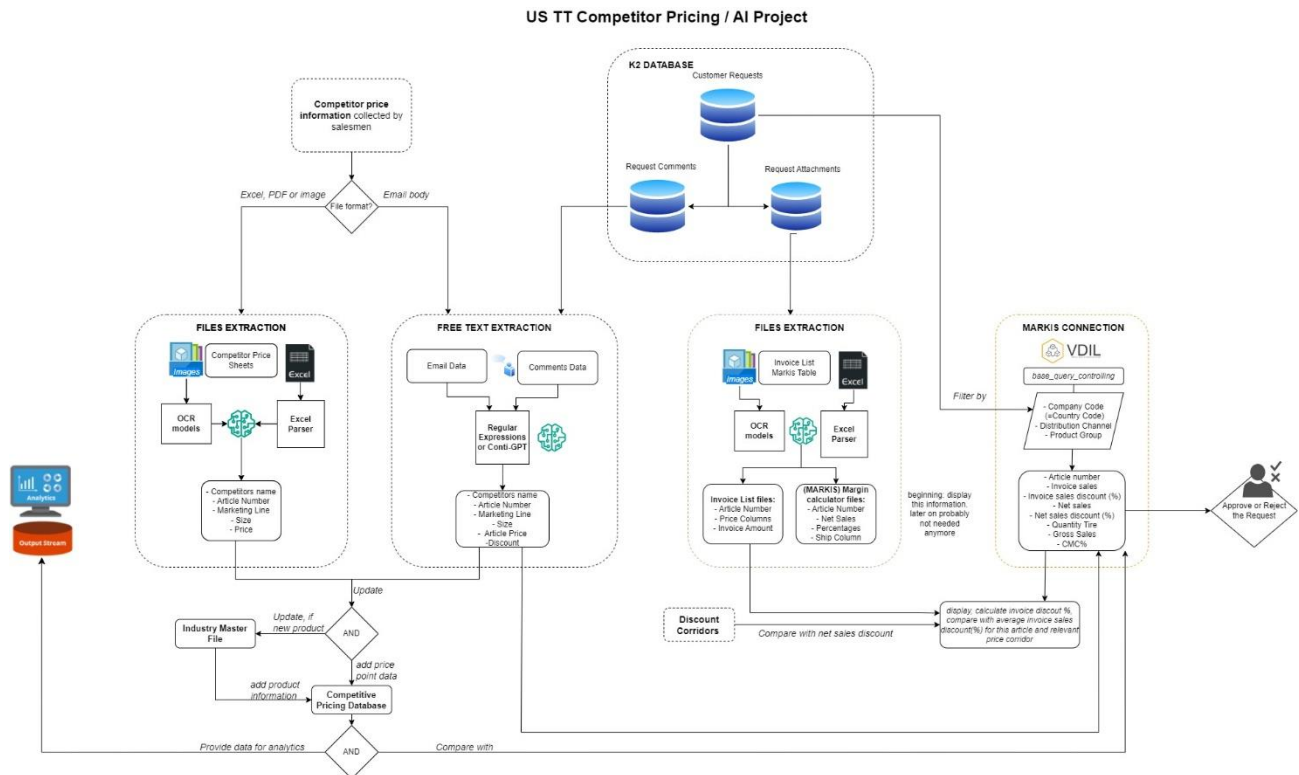 US TT Competitor Pricing / AI Project
K2 DATABASE
Customer Requests
Request Comments
Request Attachments
Competitor price
information collected by
salesmen
Excel, PDF or image
File format?
Email body
FILES EXTRACTION
Images
Competitor Price
Sheets
Excel
OCR
models
Excel
Parser
- Competitors name
- Article Number
- Marketing Line
- Size
- Price
FREE TEXT EXTRACTION
Email Data
Comments Data
Regular
Expressions
or Conti-GPT
- Competitors name
- Article Number
- Marketing Line
- Size
- Article Price
-Discount
FILES EXTRACTION
Images
Invoice List
Markis Table
Excel
OCR
models
Excel
Parser
Invoice List files:
- Article Number
- Price Columns
- Invoice Amount
(MARKIS) Margin
calculator files:
- Article Number
- Net Sales
- Percentages
- Ship Column
beginning: display
this information,
later on probably
not needed
anymore
Filter by
MARKIS CONNECTION
VDIL
base_query_controlling
- Company Code
(=Country Code)
- Distribution Channel
- Product Group
- Article number
- Invoice sales
- Invoice sales discount (%)
- Net sales
- Net sales discount (%)
- Quantity Tire
- Gross Sales
- CMC%
Approve or Reject
the Request
Analytics
Output Stream
Update
Update, if
new product
AND
Industry Master
File
add price
point data
add product
information
Competitive
Pricing Database
Provide data for analytics
AND
Compare with
Discount
Corridors
Compare with net sales discount
display, calculate invoice discout %,
compare with average invoice sales
discount(%) for this article and relevant
price corridor